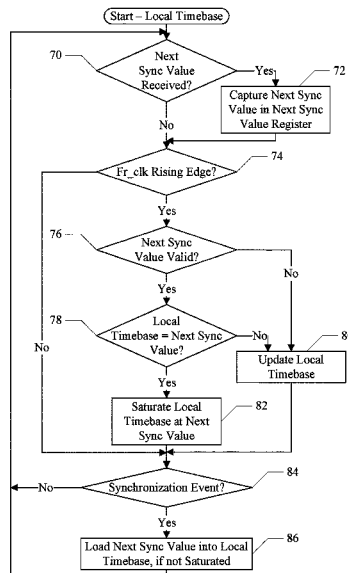 Start – Local Timebase
70
Next
Sync Value
Received?
Yes
72
Capture Next Sync
Value in Next Sync
Value Register
No
74
Fr_clk Rising Edge?
Yes
76
Next Sync
Value Valid?
No
Yes
78
Local
Timebase = Next Sync
Value?
No
No
8
Update Local
Timebase
Yes
82
Saturate Local
Timebase at Next
Sync Value
84
No
Synchronization Event?
Yes
86
Load Next Sync Value into Local
Timebase, if not Saturated